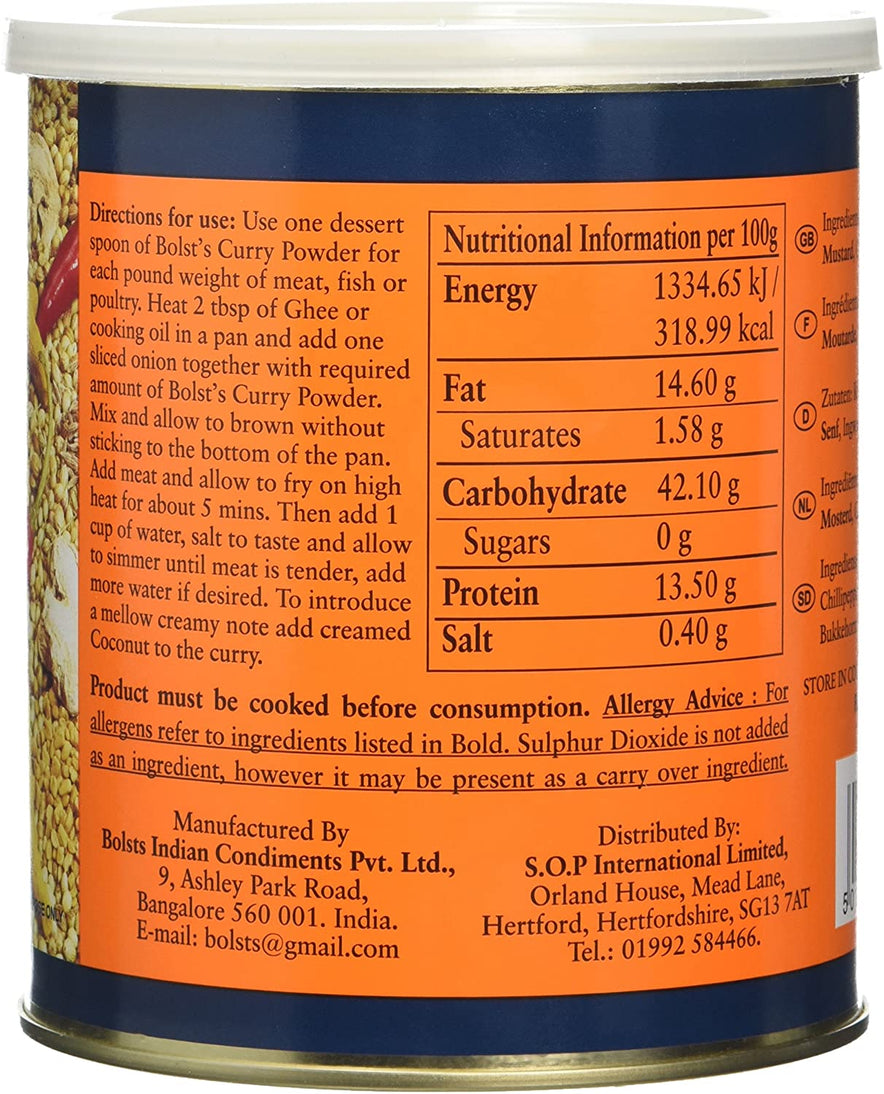 Directions for use: Use one dessert
spoon of Bolst's Curry Powder for
each pound weight of meat, fish or
poultry. Heat 2 tbsp of Ghee or
cooking oil in a pan and add one
sliced onion together with required
amount of Bolst's Curry Powder.
Mix and allow to brown without
sticking to the bottom of the pan.
Add meat and allow to fry on high
heat for about 5 mins. Then add 1
cup of water, salt to taste and allow
to simmer until meat is tender, add
more water if desired. To introduce
a mellow creamy note add creamed
Coconut to the curry.
Nutritional Information per 100g
Energy 1334.65 kJ /
318.99 kcal
Fat 14.60 g
Saturates 1.58 g
Carbohydrate 42.10 g
Sugars 0 g
Protein 13.50 g
Salt 0.40 g
Product must be cooked before consumption. Allergy Advice : For
allergens refer to ingredients listed in Bold. Sulphur Dioxide is not added
as an ingredient, however it may be present as a carry over ingredient.
Manufactured By
Bolsts Indian Condiments Pvt. Ltd.,
9, Ashley Park Road,
Bangalore 560 001. India.
E-mail: bolsts@gmail.com
Distributed By:
S.O.P International Limited,
Orland House, Mead Lane,
Hertford, Hertfordshire, SG13 7AT
Tel.: 01992 584466.
GB
Mustard,
F
D
Zutaten:
Senf,
NL
Mosterd,
SD
STORE IN
ONLY